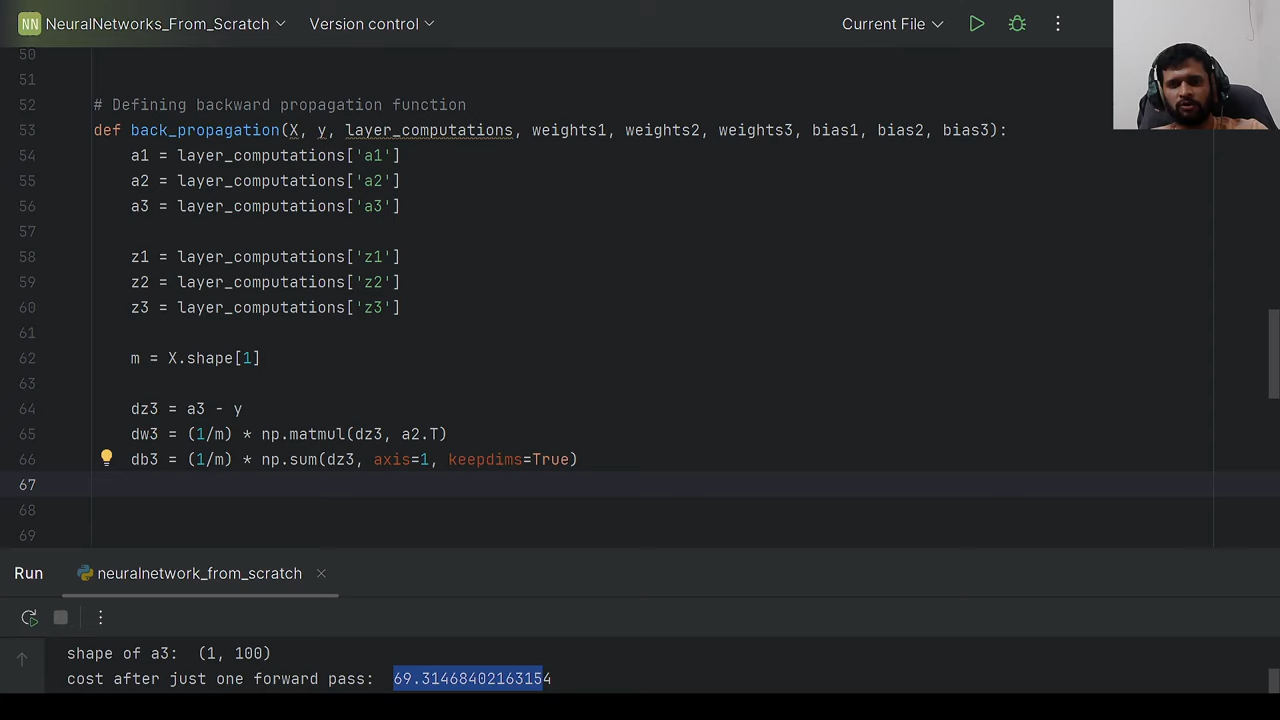 NN NeuralNetworks_From_Scratch Version control Current File
50
51
52 # Defining backward propagation function
53 def back_propagation(X, y, layer_computations, weights1, weights2, weights3, bias1, bias2, bias3):
54 a1 = layer_computations['a1']
55 a2 = layer_computations['a2']
56 a3 = layer_computations['a3']
57
58 z1 = layer_computations['z1']
59 z2 = layer_computations['z2']
60 z3 = layer_computations['z3']
61
62 m = X.shape[1]
63
64 dz3 = a3 - y
65 dw3 = (1/m) * np.matmul(dz3, a2.T)
66 db3 = (1/m) * np.sum(dz3, axis=1, keepdims=True)
67
68
69
Run neuralnetwork_from_scratch
shape of a3: (1, 100)
cost after just one forward pass: 69.31468402163154